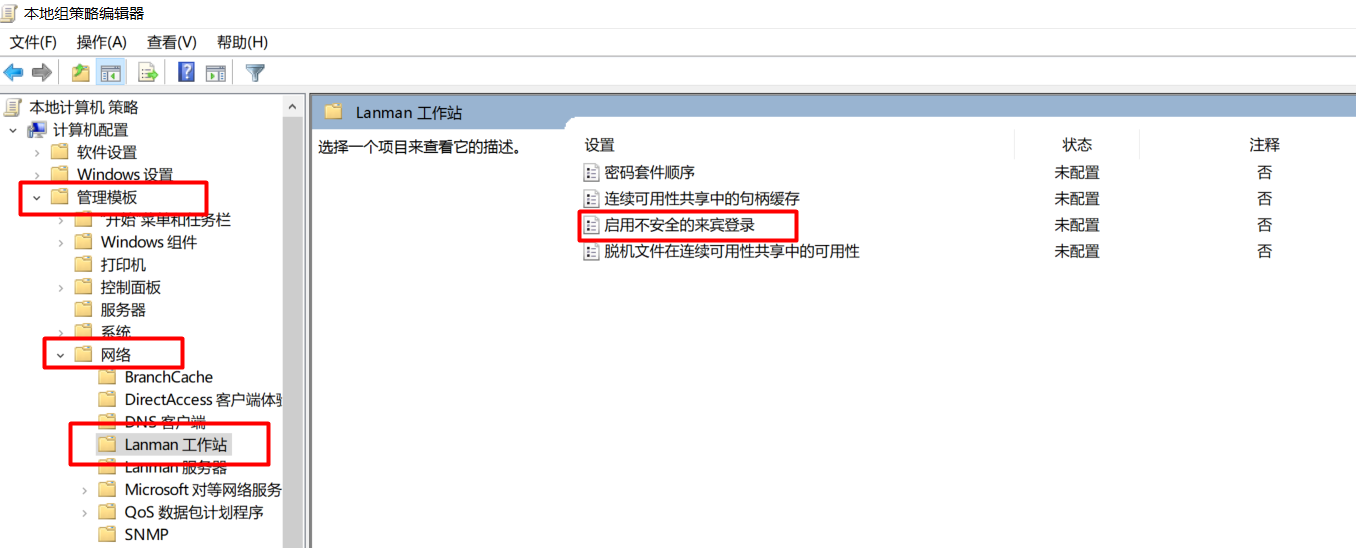 本地组策略编辑器
文件(F) 操作(A) 查看(V) 帮助(H)
本地计算机 策略
计算机配置
软件设置
Windows 设置
管理模板
"开始"菜单和任务栏
Windows 组件
打印机
控制面板
服务器
系统
网络
BranchCache
DirectAccess 客户端体验
DNS 客户端
Lanman 工作站
Lanman 服务器
Microsoft 对等网络服务
QoS 数据包计划程序
SNMP
Lanman 工作站
选择一个项目来查看它的描述。
设置 状态 注释
密码套件顺序 未配置 否
连续可用性共享中的句柄缓存 未配置 否
启用不安全的来宾登录 未配置 否
脱机文件在连续可用性共享中的可用性 未配置 否